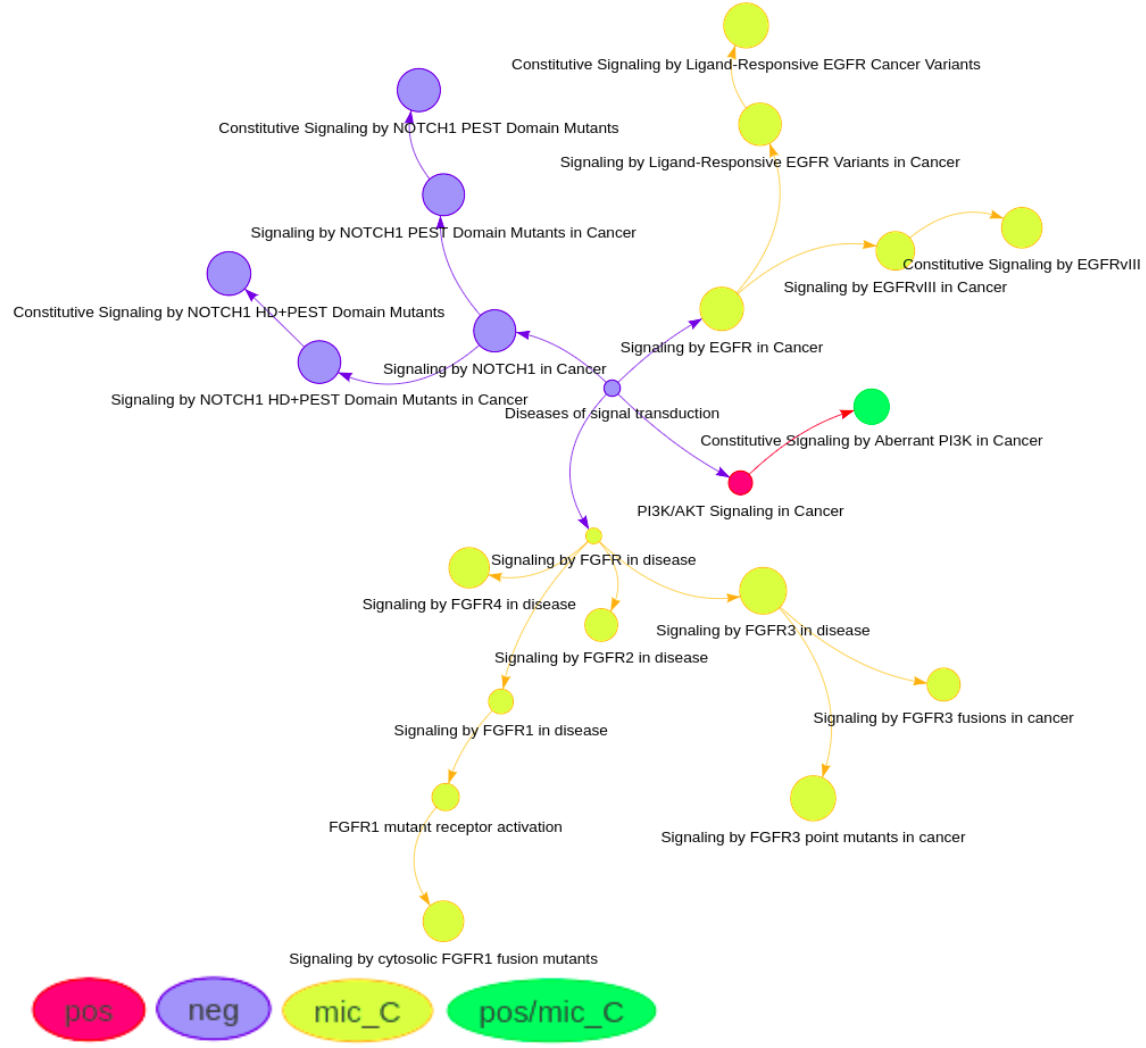 Constitutive Signaling by Ligand-Responsive EGFR Cancer Variants
Constitutive Signaling by NOTCH1 PEST Domain Mutants
Signaling by Ligand-Responsive EGFR Variants in Cancer
Signaling by NOTCH1 PEST Domain Mutants in Cancer
Constitutive Signaling by EGFRvIII
Signaling by EGFRvIII in Cancer
Constitutive Signaling by NOTCH1 HD+PEST Domain Mutants
Signaling by EGFR in Cancer
Signaling by NOTCH1 in Cancer
Signaling by NOTCH1 HD+PEST Domain Mutants in Cancer
Diseases of signal transduction
Constitutive Signaling by Aberrant PI3K in Cancer
PI3K/AKT Signaling in Cancer
Signaling by FGFR in disease
Signaling by FGFR4 in disease
Signaling by FGFR3 in disease
Signaling by FGFR2 in disease
Signaling by FGFR3 fusions in cancer
Signaling by FGFR1 in disease
FGFR1 mutant receptor activation
Signaling by FGFR3 point mutants in cancer
Signaling by cytosolic FGFR1 fusion mutants
pos
neg
mic_C
pos/mic_C